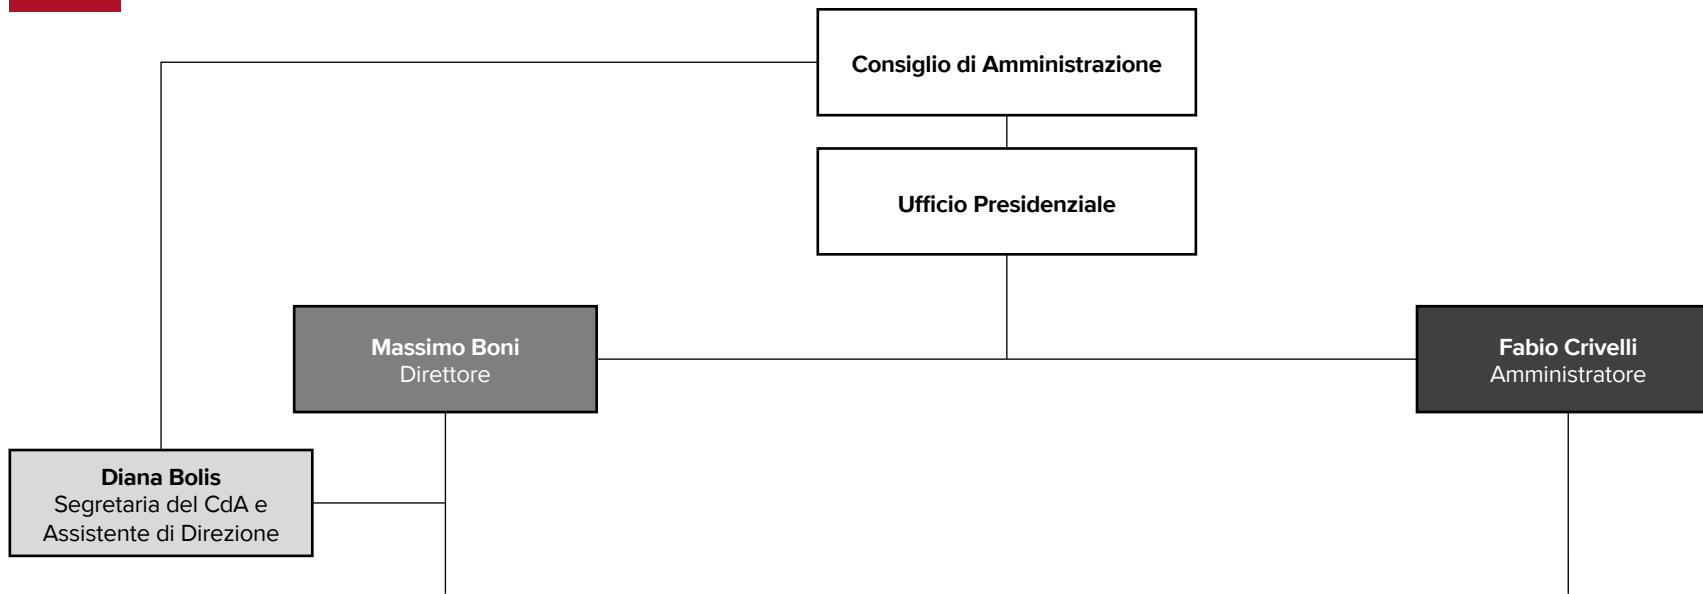 Consiglio di Amministrazione
Ufficio Presidenziale
Massimo Boni
Direttore
Fabio Crivelli
Amministratore
Diana Bolis
Segretaria del CdA e
Assistente di Direzione